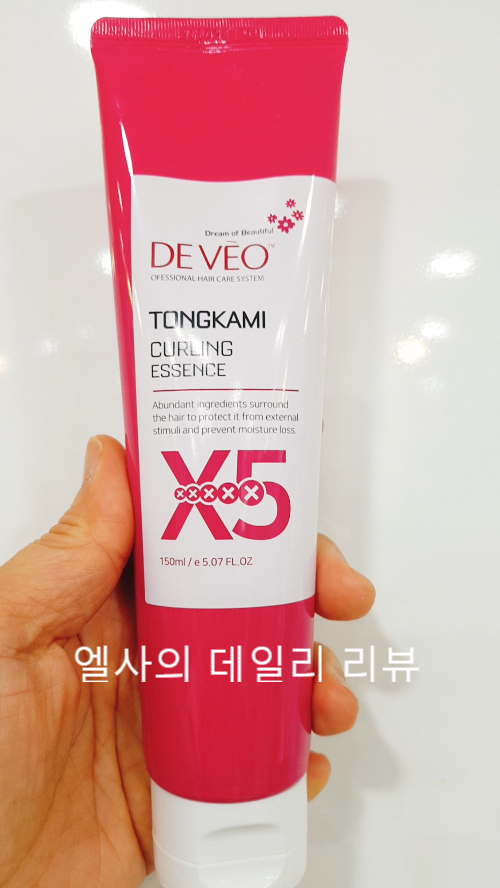 Dream of Beautiful
DE VĒO™
OFESSIONAL HAIR CARE SYSTEM
TONGKAMI
CURLING
ESSENCE
Abundant ingredients surround
the hair to protect it from external
stimuli and prevent moisture loss.
X5
xxxxx
150ml / e 5.07 FL.OZ
엘사의 데일리 리뷰